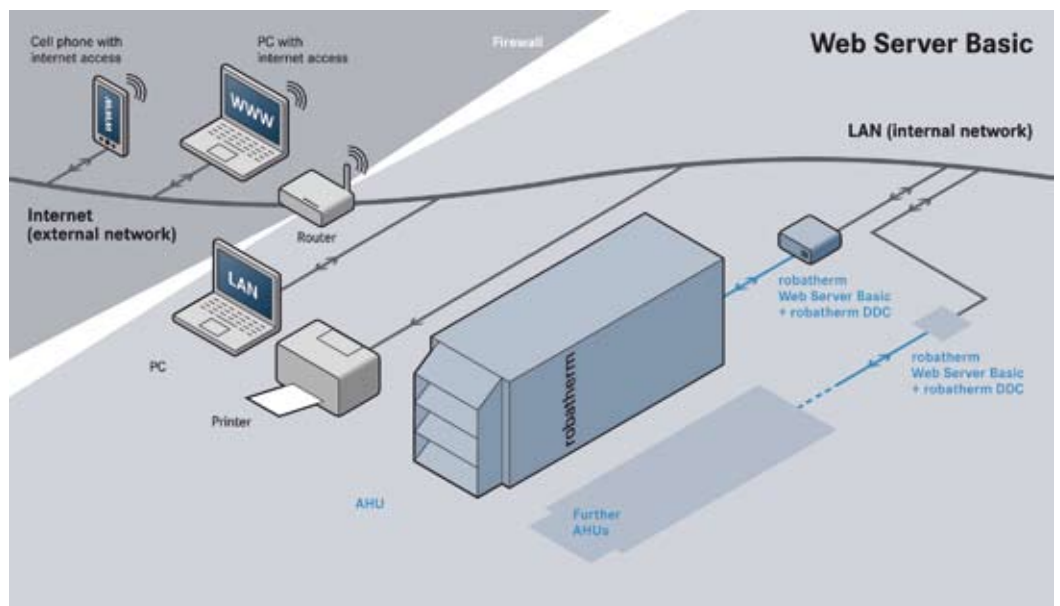 Cell phone with
internet access
PC with
internet access
Firewall
Web Server Basic
WWW
WWW
LAN (internal network)
Internet
(external network)
Router
LAN
robatherm
Web Server Basic
+ robatherm DDC
PC
robatherm
robatherm
Web Server Basic
+ robatherm DDC
Printer
AHU
Further
AHUs